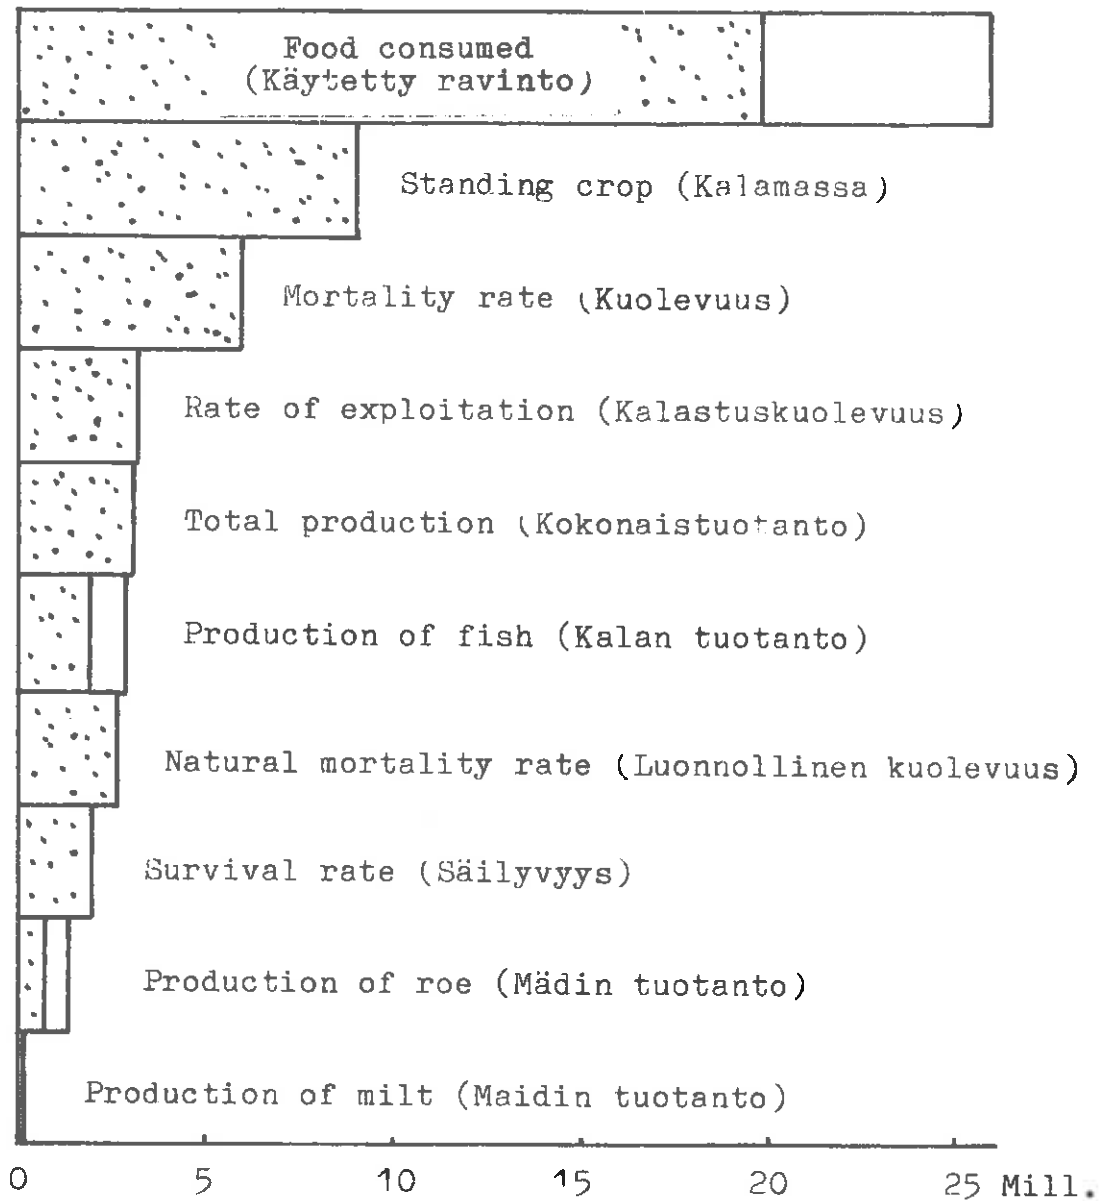 Food consumed
(Käytetty ravinto)
Standing crop (Kalamassa)
Mortality rate (Kuolevuus)
Rate of exploitation (Kalastuskuolevuus)
Total production (Kokonaistuotanto)
Production of fish (Kalan tuotanto)
Natural mortality rate (Luonnollinen kuolevuus)
Survival rate (Säilyvyys)
Production of roe (Mädin tuotanto)
Production of milt (Maidin tuotanto)
0 5 10 15 20 25 Mill.